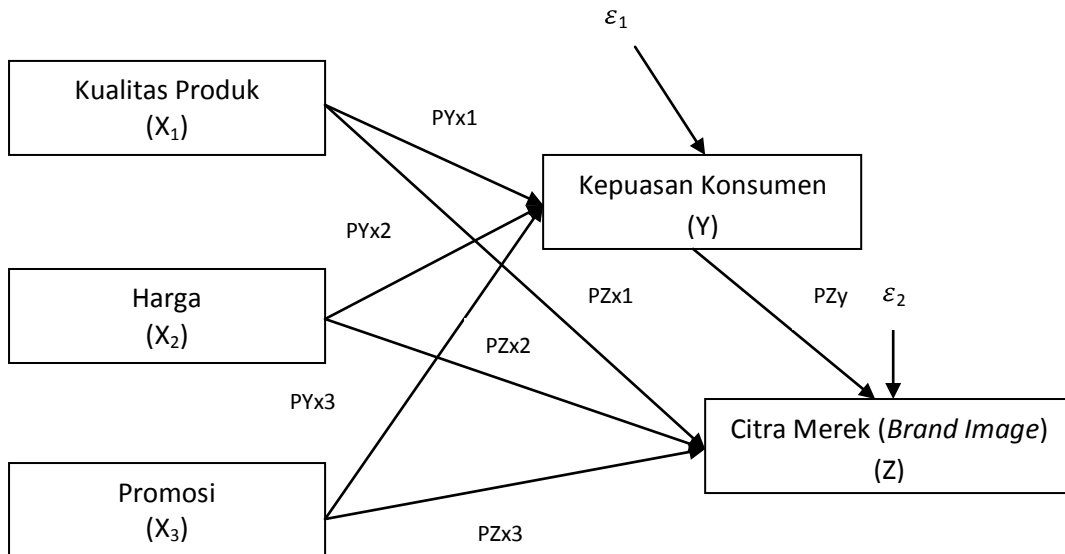 ε₁
Kualitas Produk
(X₁)
PYx1
Kepuasan Konsumen
(Y)
PYx2
Harga
(X₂)
PZx1
PZy
ε₂
PZx2
PYx3
Citra Merek (Brand Image)
(Z)
Promosi
(X₃)
PZx3